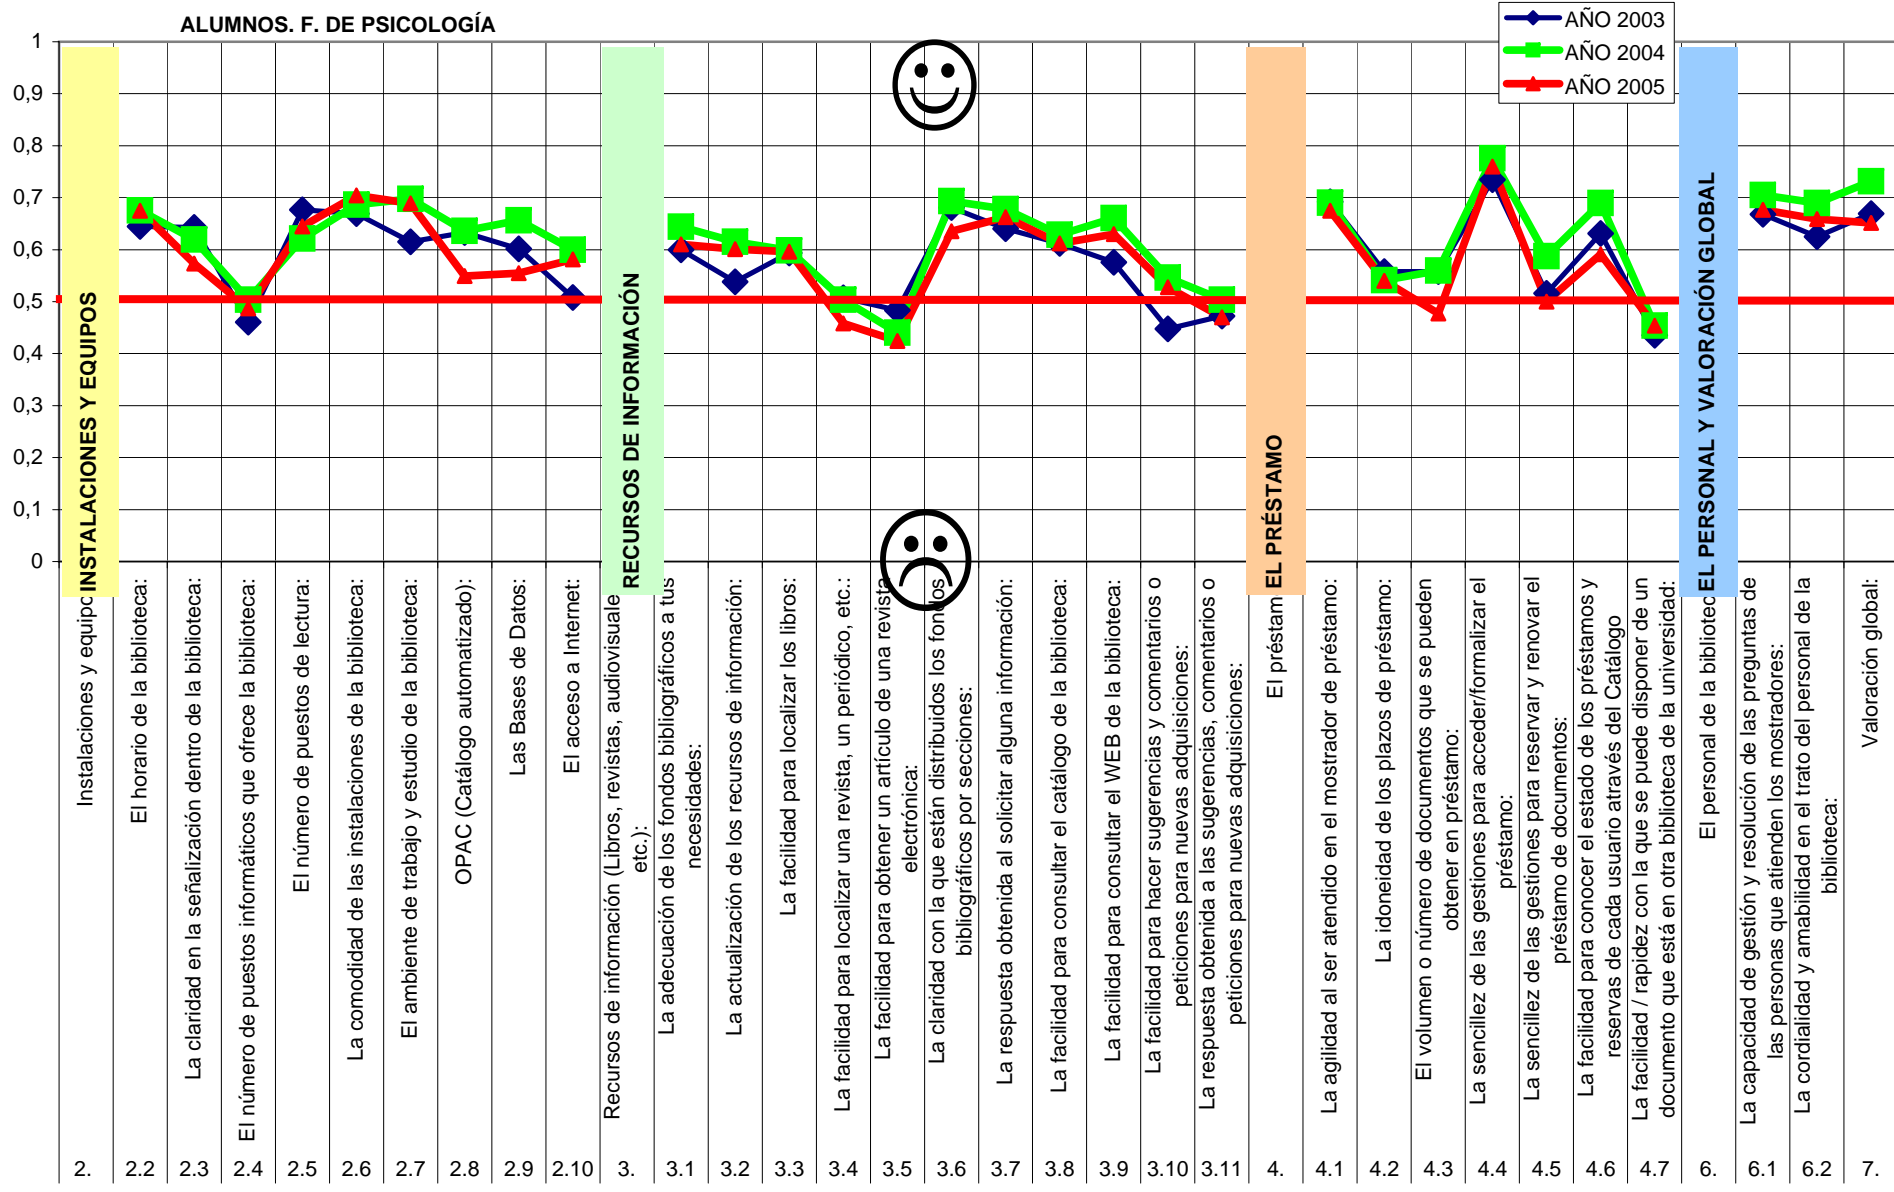 ALUMNOS. F. DE PSICOLOGÍA
AÑO 2003
AÑO 2004
AÑO 2005
1
0,9
0,8
0,7
0,6
0,5
0,4
0,3
0,2
0,1
0
INSTALACIONES Y EQUIPOS
RECURSOS DE INFORMACIÓN
EL PRÉSTAMO
EL PERSONAL Y VALORACIÓN GLOBAL
Instalaciones y equipo
El horario de la biblioteca:
La claridad en la señalización dentro de la biblioteca:
El número de puestos informáticos que ofrece la biblioteca:
El número de puestos de lectura:
La comodidad de las instalaciones de la biblioteca:
El ambiente de trabajo y estudio de la biblioteca:
OPAC (Catálogo automatizado):
Las Bases de Datos:
El acceso a Internet:
Recursos de información (Libros, revistas, audiovisuale
etc.):
La adecuación de los fondos bibliográficos a tus
necesidades:
La actualización de los recursos de información:
La facilidad para localizar los libros:
La facilidad para localizar una revista, un periódico, etc.:
La facilidad para obtener un artículo de una revista
electrónica:
La claridad con la que están distribuidos los fondos
bibliográficos por secciones:
La respuesta obtenida al solicitar alguna información:
La facilidad para consultar el catálogo de la biblioteca:
La facilidad para consultar el WEB de la biblioteca:
La facilidad para hacer sugerencias y comentarios o
peticiones para nuevas adquisiciones:
La respuesta obtenida a las sugerencias, comentarios o
peticiones para nuevas adquisiciones:
El préstam
La agilidad al ser atendido en el mostrador de préstamo:
La idoneidad de los plazos de préstamo:
El volumen o número de documentos que se pueden
obtener en préstamo:
La sencillez de las gestiones para acceder/formalizar el
préstamo:
La sencillez de las gestiones para reservar y renovar el
préstamo de documentos:
La facilidad para conocer el estado de los préstamos y
reservas de cada usuario através del Catálogo
La facilidad / rapidez con la que se puede disponer de un
documento que está en otra biblioteca de la universidad:
El personal de la bibliotec
La capacidad de gestión y resolución de las preguntas de
las personas que atienden los mostradores:
La cordialidad y amabilidad en el trato del personal de la
biblioteca:
Valoración global:
2.
2.2
2.3
2.4
2.5
2.6
2.7
2.8
2.9
2.10
3.
3.1
3.2
3.3
3.4
3.5
3.6
3.7
3.8
3.9
3.10
3.11
4.
4.1
4.2
4.3
4.4
4.5
4.6
4.7
6.
6.1
6.2
7.